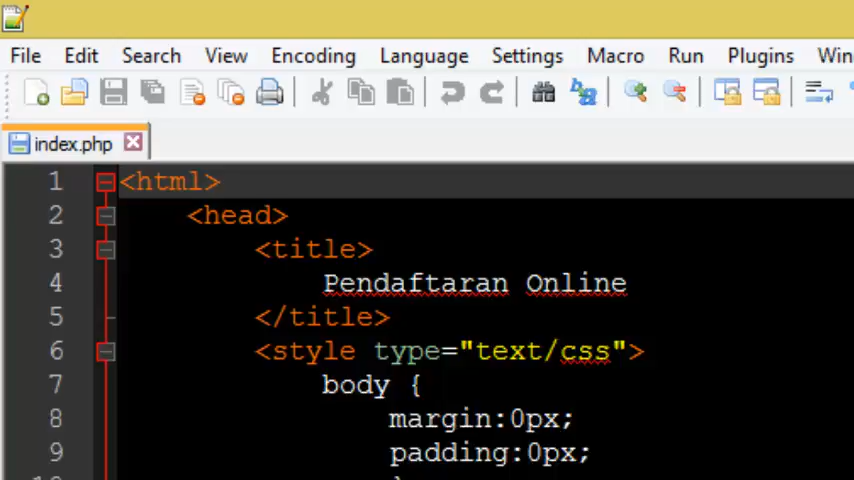 File Edit Search View Encoding Language Settings Macro Run Plugins Win
index.php
1 <html>
2 <head>
3 <title>
4 Pendaftaran Online
5 </title>
6 <style type="text/css">
7 body {
8 margin:0px;
9 padding:0px;